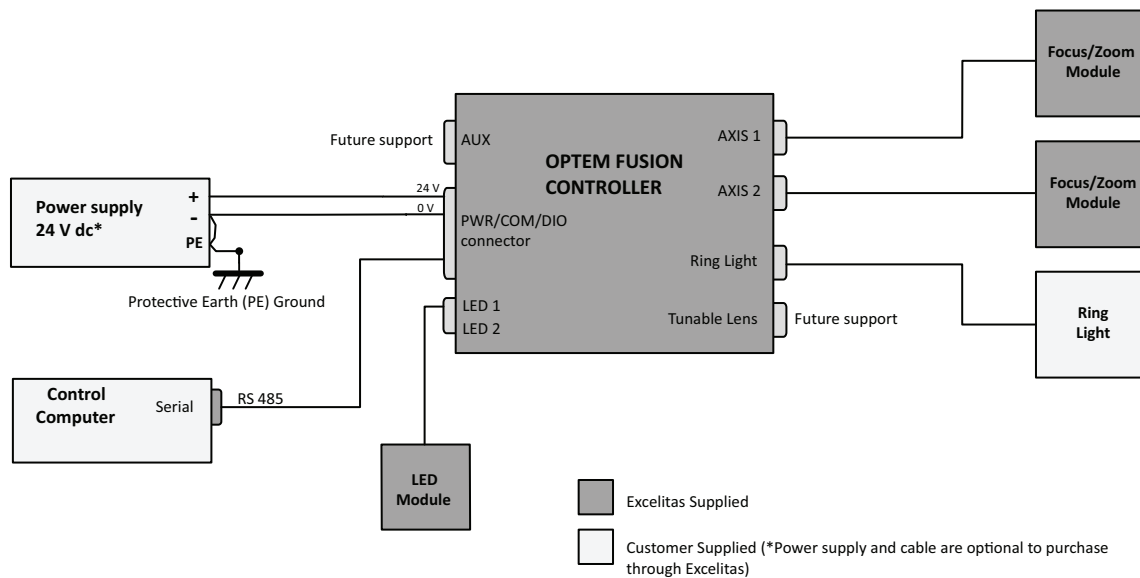 Focus/Zoom
Module
Future support
AUX
AXIS 1
OPTEM FUSION
CONTROLLER
Power supply
24 V dc*
+
-
PE
24 V
0 V
PWR/COM/DIO
connector
AXIS 2
Focus/Zoom
Module
Protective Earth (PE) Ground
Ring Light
LED 1
LED 2
Tunable Lens
Future support
Ring
Light
Control
Computer
Serial
RS 485
LED
Module
Excelitas Supplied
Customer Supplied (*Power supply and cable are optional to purchase
through Excelitas)